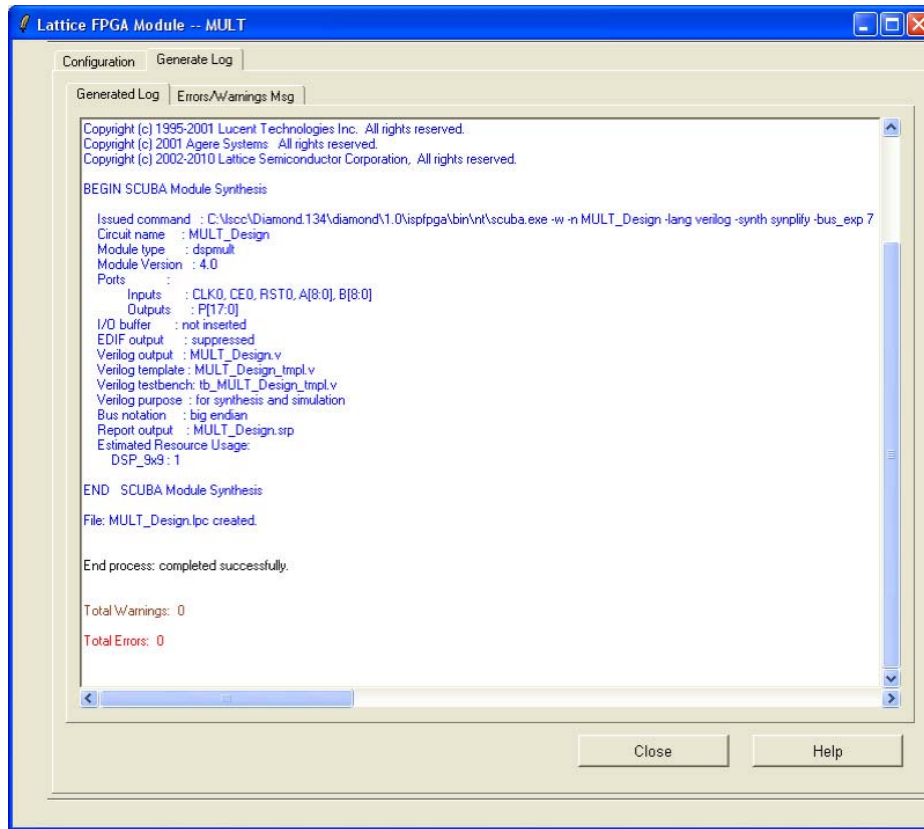 Lattice FPGA Module -- MULT
Configuration Generate Log
Generated Log Errors/Warnings Msg
Copyright (c) 1995-2001 Lucent Technologies Inc. All rights reserved.
Copyright (c) 2001 Agere Systems All rights reserved.
Copyright (c) 2002-2010 Lattice Semiconductor Corporation, All rights reserved.
BEGIN SCUBA Module Synthesis
Issued command : C:\lscc\Diamond.134\diamond\1.0\ispfpga\bin\nt\scuba.exe -w -n MULT_Design -lang verilog -synth synplify -bus_exp 7
Circuit name : MULT_Design
Module type : dspmult
Module Version : 4.0
Ports :
Inputs : CLK0, CE0, RST0, A[8:0], B[8:0]
Outputs : P[17:0]
I/O buffer : not inserted
EDIF output : suppressed
Verilog output : MULT_Design.v
Verilog template : MULT_Design_tmpl.v
Verilog testbench: tb_MULT_Design_tmpl.v
Verilog purpose : for synthesis and simulation
Bus notation : big endian
Report output : MULT_Design.srp
Estimated Resource Usage:
DSP_9x9 : 1
END SCUBA Module Synthesis
File: MULT_Design.lpc created.
End process: completed successfully.
Total Warnings: 0
Total Errors: 0
Close Help